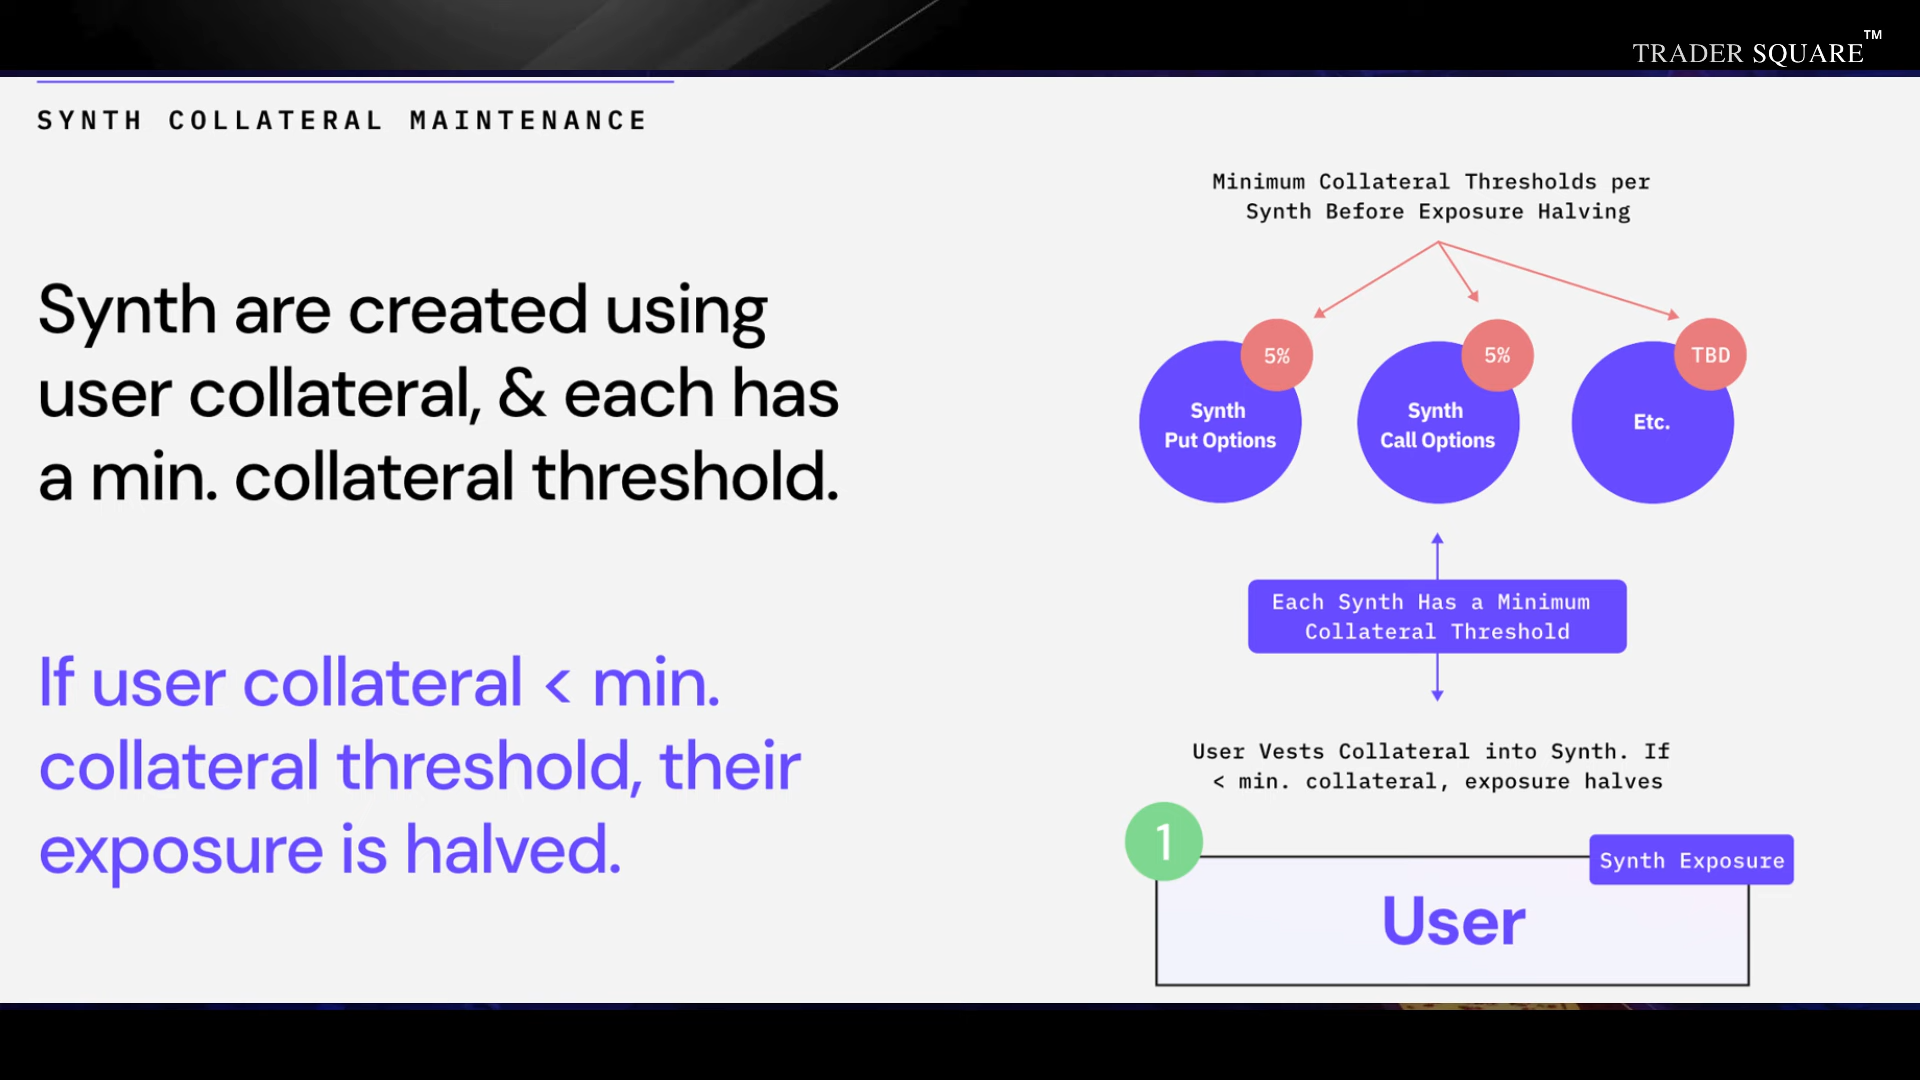 TRADER SQUARE™
SYNTH COLLATERAL MAINTENANCE
Synth are created using
user collateral, & each has
a min. collateral threshold.
If user collateral < min.
collateral threshold, their
exposure is halved.
Minimum Collateral Thresholds per
Synth Before Exposure Halving
5%
Synth
Put Options
5%
Synth
Call Options
TBD
Etc.
Each Synth Has a Minimum
Collateral Threshold
User Vests Collateral into Synth. If
< min. collateral, exposure halves
1
Synth Exposure
User